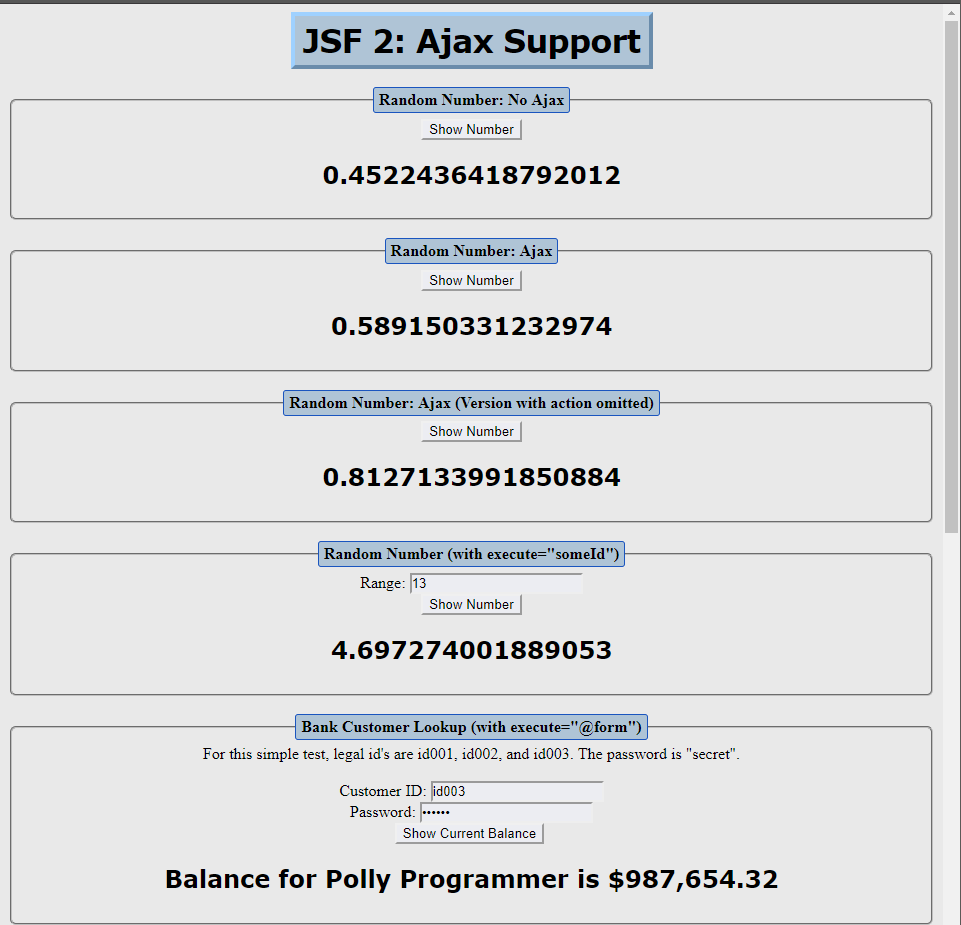 JSF 2: Ajax Support
Random Number: No Ajax
Show Number
0.4522436418792012
Random Number: Ajax
Show Number
0.589150331232974
Random Number: Ajax (Version with action omitted)
Show Number
0.8127133991850884
Random Number (with execute="someId")
Range: 13
Show Number
4.697274001889053
Bank Customer Lookup (with execute="@form")
For this simple test, legal id's are id001, id002, and id003. The password is "secret".
Customer ID: id003
Password: ••••••
Show Current Balance
Balance for Polly Programmer is $987,654.32